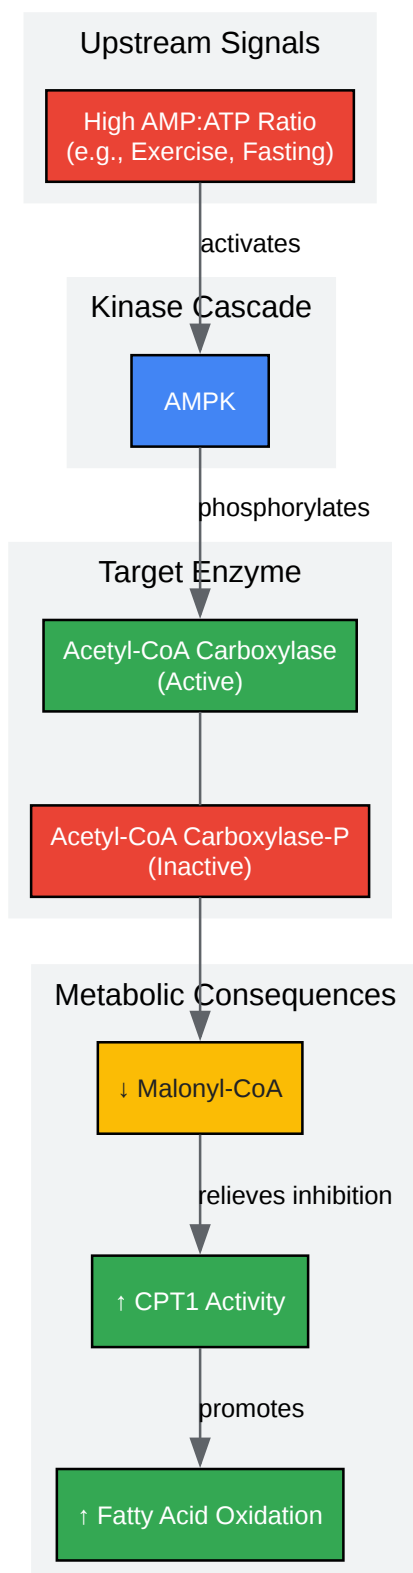 Upstream Signals
High AMP:ATP Ratio
(e.g., Exercise, Fasting)
activates
Kinase Cascade
AMPK
phosphorylates
Target Enzyme
Acetyl-CoA Carboxylase
(Active)
Acetyl-CoA Carboxylase-P
(Inactive)
Metabolic Consequences
↓ Malonyl-CoA
relieves inhibition
↑ CPT1 Activity
promotes
↑ Fatty Acid Oxidation